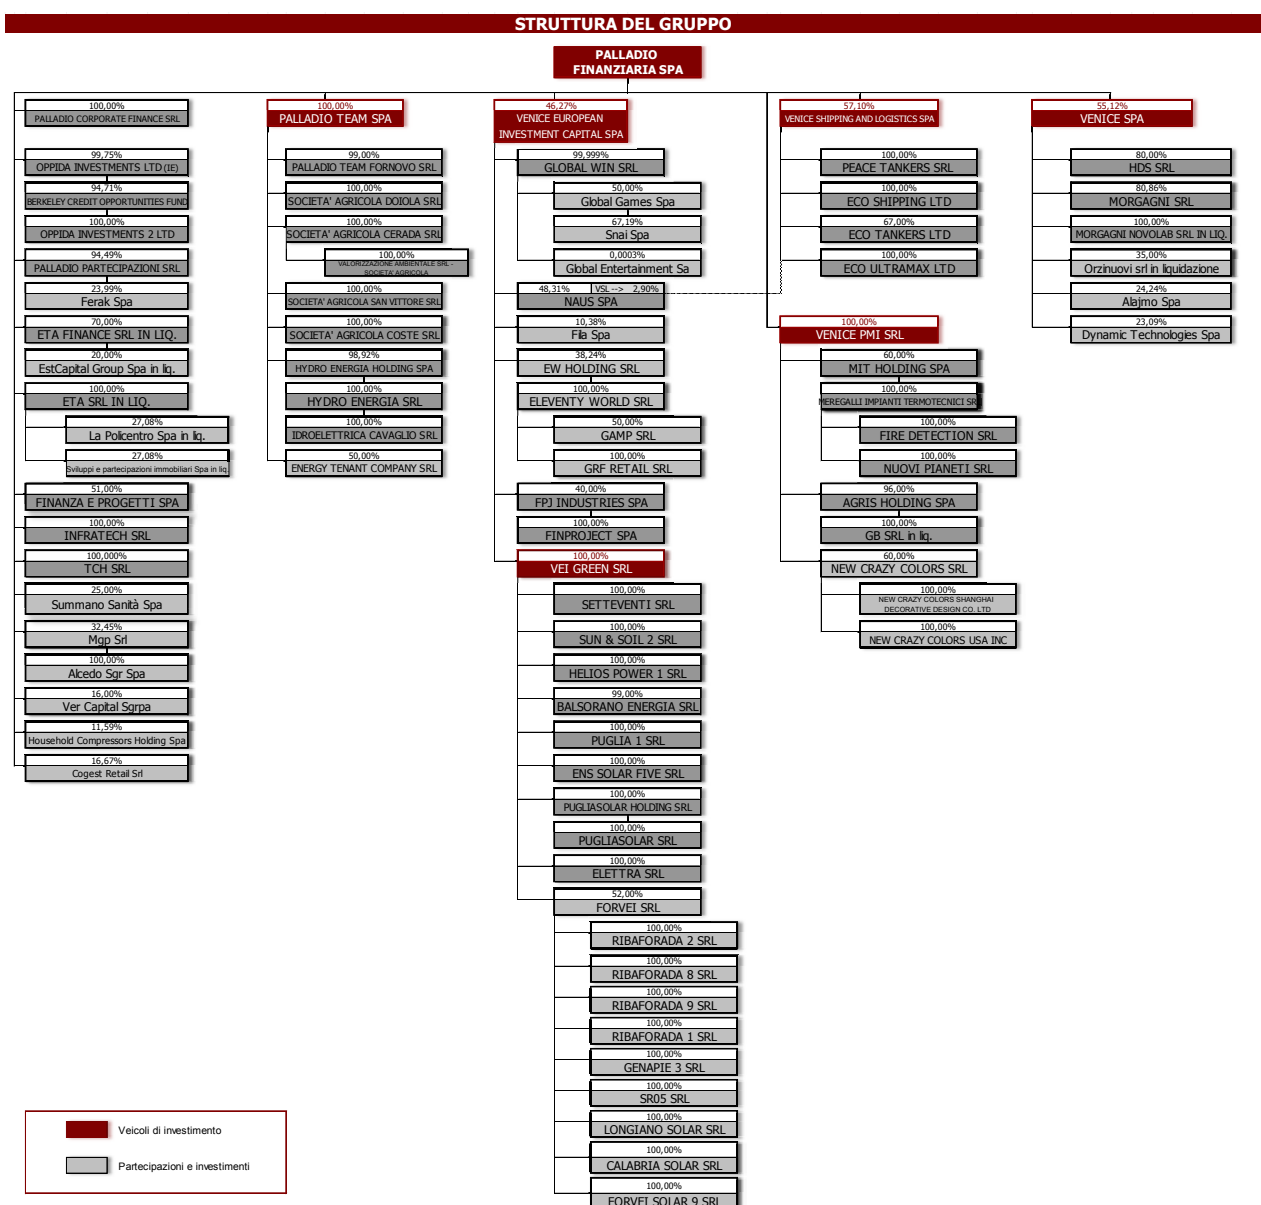 STRUTTURA DEL GRUPPO
PALLADIO
FINANZIARIA SPA
100,00%
PALLADIO CORPORATE FINANCE SRL
99,75%
OPPIDA INVESTMENTS LTD (IE)
94,71%
BERKELEY CREDIT OPPORTUNITIES FUND
100,00%
OPPIDA INVESTMENTS 2 LTD
94,49%
PALLADIO PARTECIPAZIONI SRL
23,99%
Ferak Spa
70,00%
ETA FINANCE SRL IN LIQ.
20,00%
EstCapital Group Spa in liq.
100,00%
ETA SRL IN LIQ.
27,08%
La Policentro Spa in liq.
27,08%
Sviluppi e partecipazioni immobiliari Spa in liq.
51,00%
FINANZA E PROGETTI SPA
100,00%
INFRATECH SRL
100,000%
TCH SRL
25,00%
Summano Sanità Spa
32,45%
Mgp Srl
100,00%
Alcedo Sgr Spa
16,00%
Ver Capital Sgrpa
11,59%
Household Compressors Holding Spa
16,67%
Cogest Retail Srl
100,00%
PALLADIO TEAM SPA
99,00%
PALLADIO TEAM FORNOVO SRL
100,00%
SOCIETA' AGRICOLA DOIOLA SRL
100,00%
SOCIETA' AGRICOLA CERADA SRL
100,00%
VALORIZZAZIONE AMBIENTALE SRL -
SOCIETA' AGRICOLA
100,00%
SOCIETA' AGRICOLA SAN VITTORE SRL
100,00%
SOCIETA' AGRICOLA COSTE SRL
98,92%
HYDRO ENERGIA HOLDING SPA
100,00%
HYDRO ENERGIA SRL
100,00%
IDROELETTRICA CAVAGLIO SRL
50,00%
ENERGY TENANT COMPANY SRL
46,27%
VENICE EUROPEAN
INVESTMENT CAPITAL SPA
99,999%
GLOBAL WIN SRL
50,00%
Global Games Spa
67,19%
Snai Spa
0,0003%
Global Entertainment Sa
48,31% VSL --> 2,90%
NAUS SPA
10,38%
Fila Spa
38,24%
EW HOLDING SRL
100,00%
ELEVENTY WORLD SRL
50,00%
GAMP SRL
100,00%
GRF RETAIL SRL
40,00%
FPJ INDUSTRIES SPA
100,00%
FINPROJECT SPA
100,00%
VEI GREEN SRL
100,00%
SETTEVENTI SRL
100,00%
SUN & SOIL 2 SRL
100,00%
HELIOS POWER 1 SRL
99,00%
BALSORANO ENERGIA SRL
100,00%
PUGLIA 1 SRL
100,00%
ENS SOLAR FIVE SRL
100,00%
PUGLIASOLAR HOLDING SRL
100,00%
PUGLIASOLAR SRL
100,00%
ELETTRA SRL
52,00%
FORVEI SRL
100,00%
RIBAFORADA 2 SRL
100,00%
RIBAFORADA 8 SRL
100,00%
RIBAFORADA 9 SRL
100,00%
RIBAFORADA 1 SRL
100,00%
GENAPIE 3 SRL
100,00%
SR05 SRL
100,00%
LONGIANO SOLAR SRL
100,00%
CALABRIA SOLAR SRL
100,00%
FORVEI SOLAR 9 SRL
57,10%
VENICE SHIPPING AND LOGISTICS SPA
100,00%
PEACE TANKERS SRL
100,00%
ECO SHIPPING LTD
67,00%
ECO TANKERS LTD
100,00%
ECO ULTRAMAX LTD
100,00%
VENICE PMI SRL
60,00%
MIT HOLDING SPA
100,00%
MEREGALLI IMPIANTI TERMOTECNICI SRL
100,00%
FIRE DETECTION SRL
100,00%
NUOVI PIANETI SRL
96,00%
AGRIS HOLDING SPA
100,00%
GB SRL in liq.
60,00%
NEW CRAZY COLORS SRL
100,00%
NEW CRAZY COLORS SHANGHAI
DECORATIVE DESIGN CO. LTD
100,00%
NEW CRAZY COLORS USA INC
55,12%
VENICE SPA
80,00%
HDS SRL
80,86%
MORGAGNI SRL
100,00%
MORGAGNI NOVOLAB SRL IN LIQ.
35,00%
Orzinuovi srl in liquidazione
24,24%
Alajmo Spa
23,09%
Dynamic Technologies Spa
Veicoli di investimento
Partecipazioni e investimenti